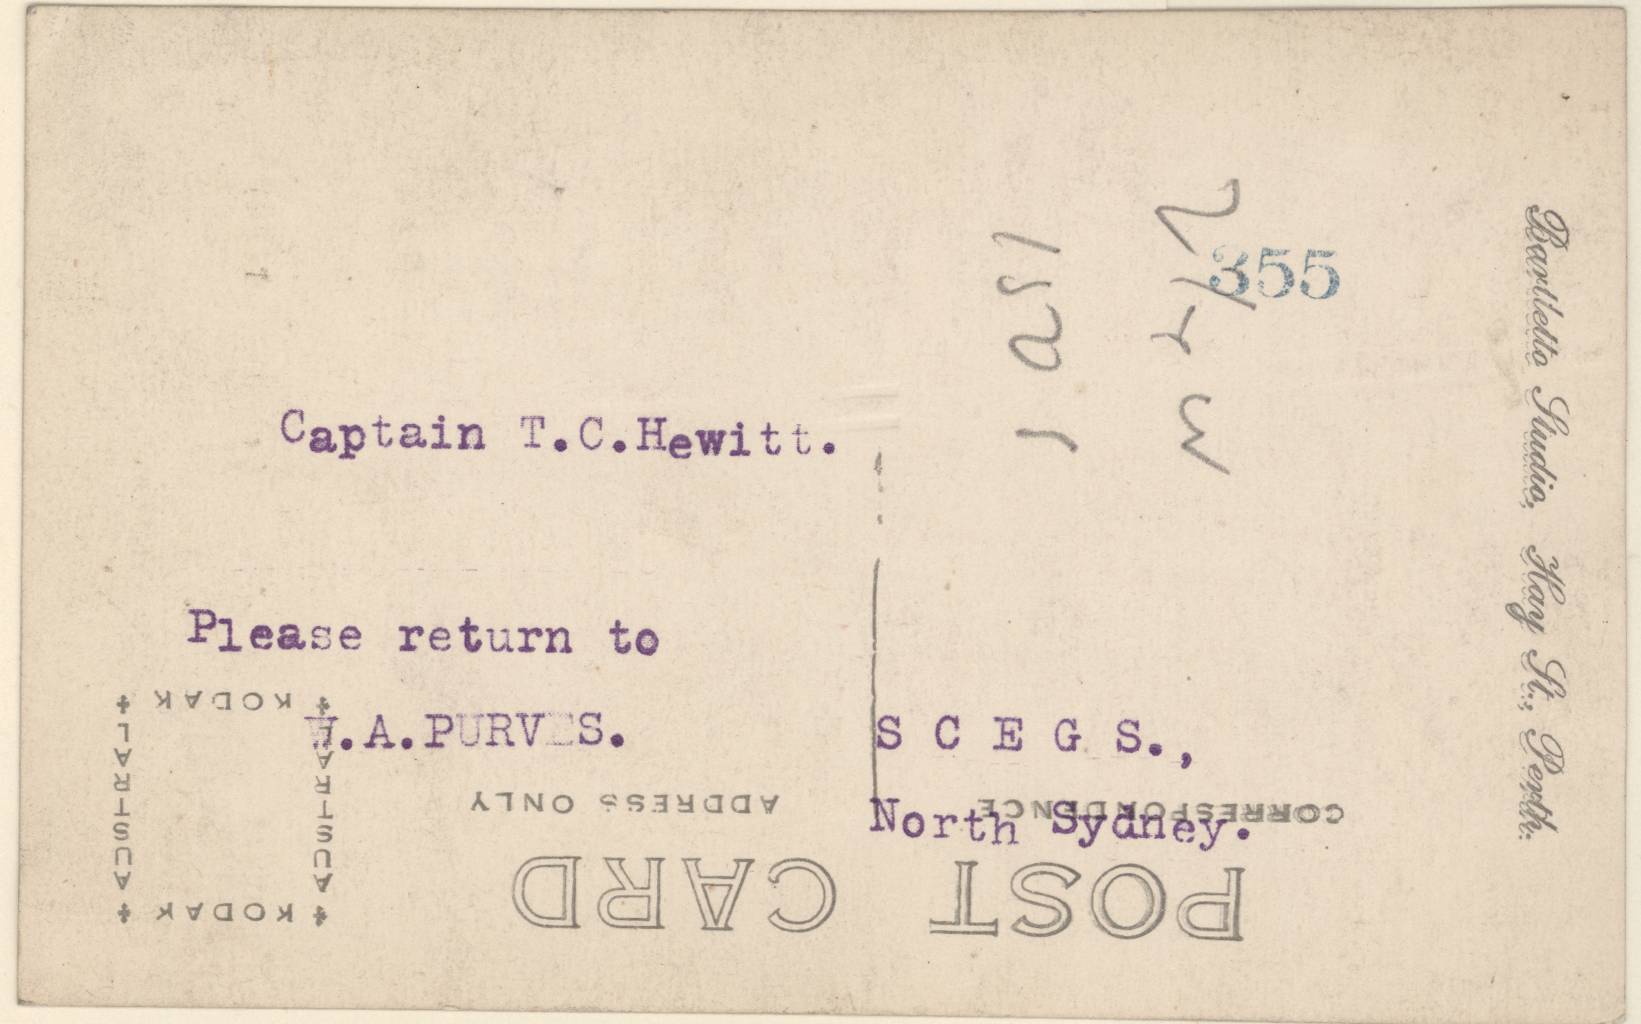 355
Captain T.C.Hewitt.
Please return to
W.A.PURVES.
S C E G S.,
North Sydney.
POST CARD
CORRESPONDENCE
ADDRESS ONLY
KODAK
AUSTRAL
KODAK
AUSTRAL
Bartletto Studio, Hay St., Perth.